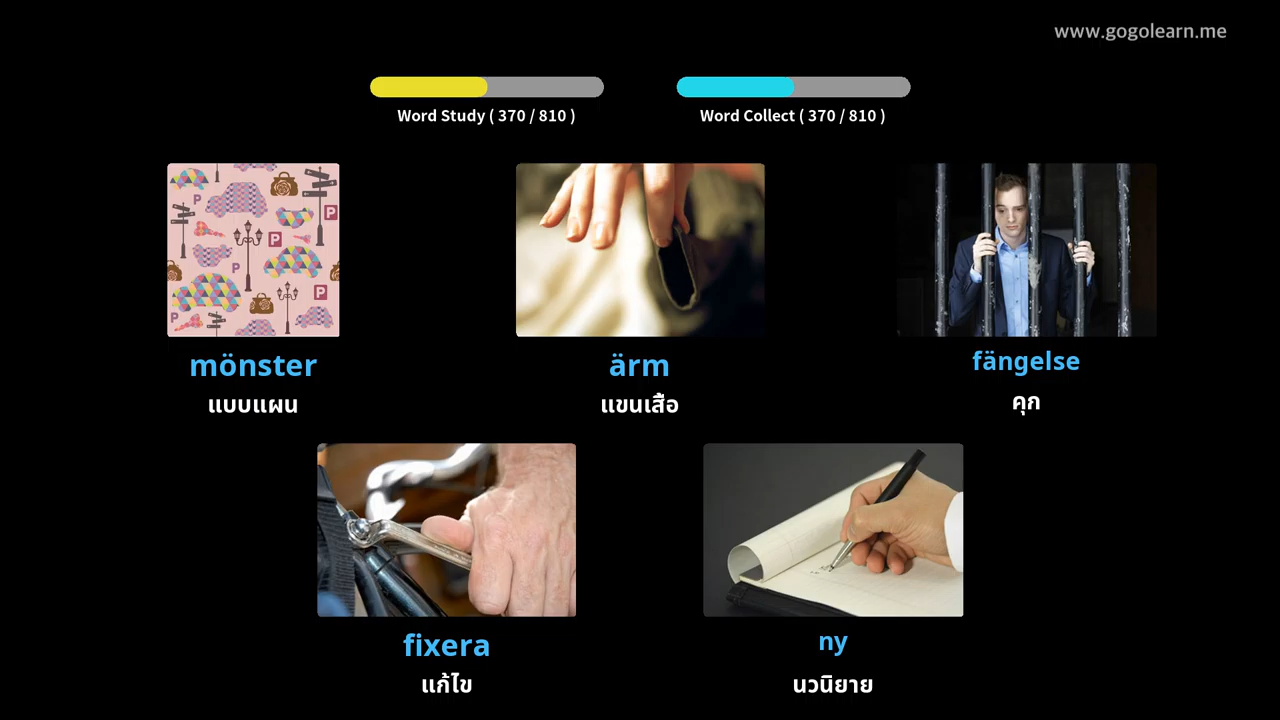 www.gogolearn.me
Word Study ( 370 / 810 )
Word Collect ( 370 / 810 )
P
P
P
P
P
P
mönster
แบบแผน
ärm
แขนเสื้อ
fängelse
คุก
fixera
แก้ไข
ny
นวนิยาย